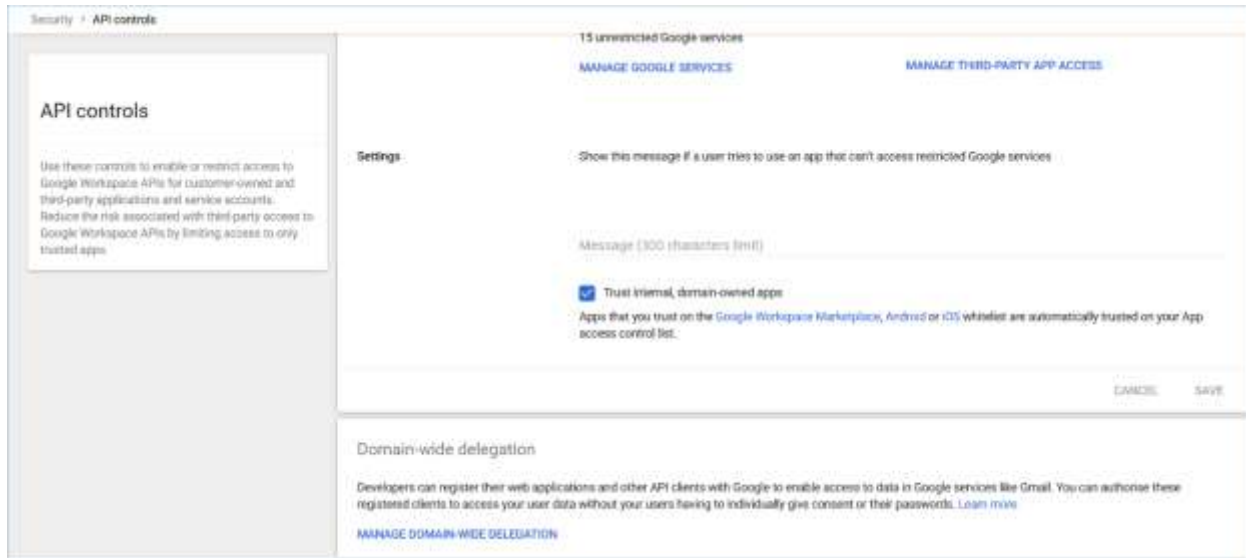 Security > API controls
15 unrestricted Google services
MANAGE GOOGLE SERVICES
MANAGE THIRD-PARTY APP ACCESS
API controls
Use these controls to enable or restrict access to
Google Workspace APIs for customer-owned and
third-party applications and service accounts.
Reduce the risk associated with third-party access to
Google Workspace APIs by limiting access to only
trusted apps
Settings
Show this message if a user tries to use an app that can't access restricted Google services
Message (300 characters limit)
Trust internal, domain-owned apps
Apps that you trust on the Google Workspace Marketplace, Android or iOS whitelist are automatically trusted on your App
access control list.
CANCEL
SAVE
Domain-wide delegation
Developers can register their web applications and other API clients with Google to enable access to data in Google services like Gmail. You can authorise these
registered clients to access your user data without your users having to individually give consent or their passwords. Learn more
MANAGE DOMAIN-WIDE DELEGATION